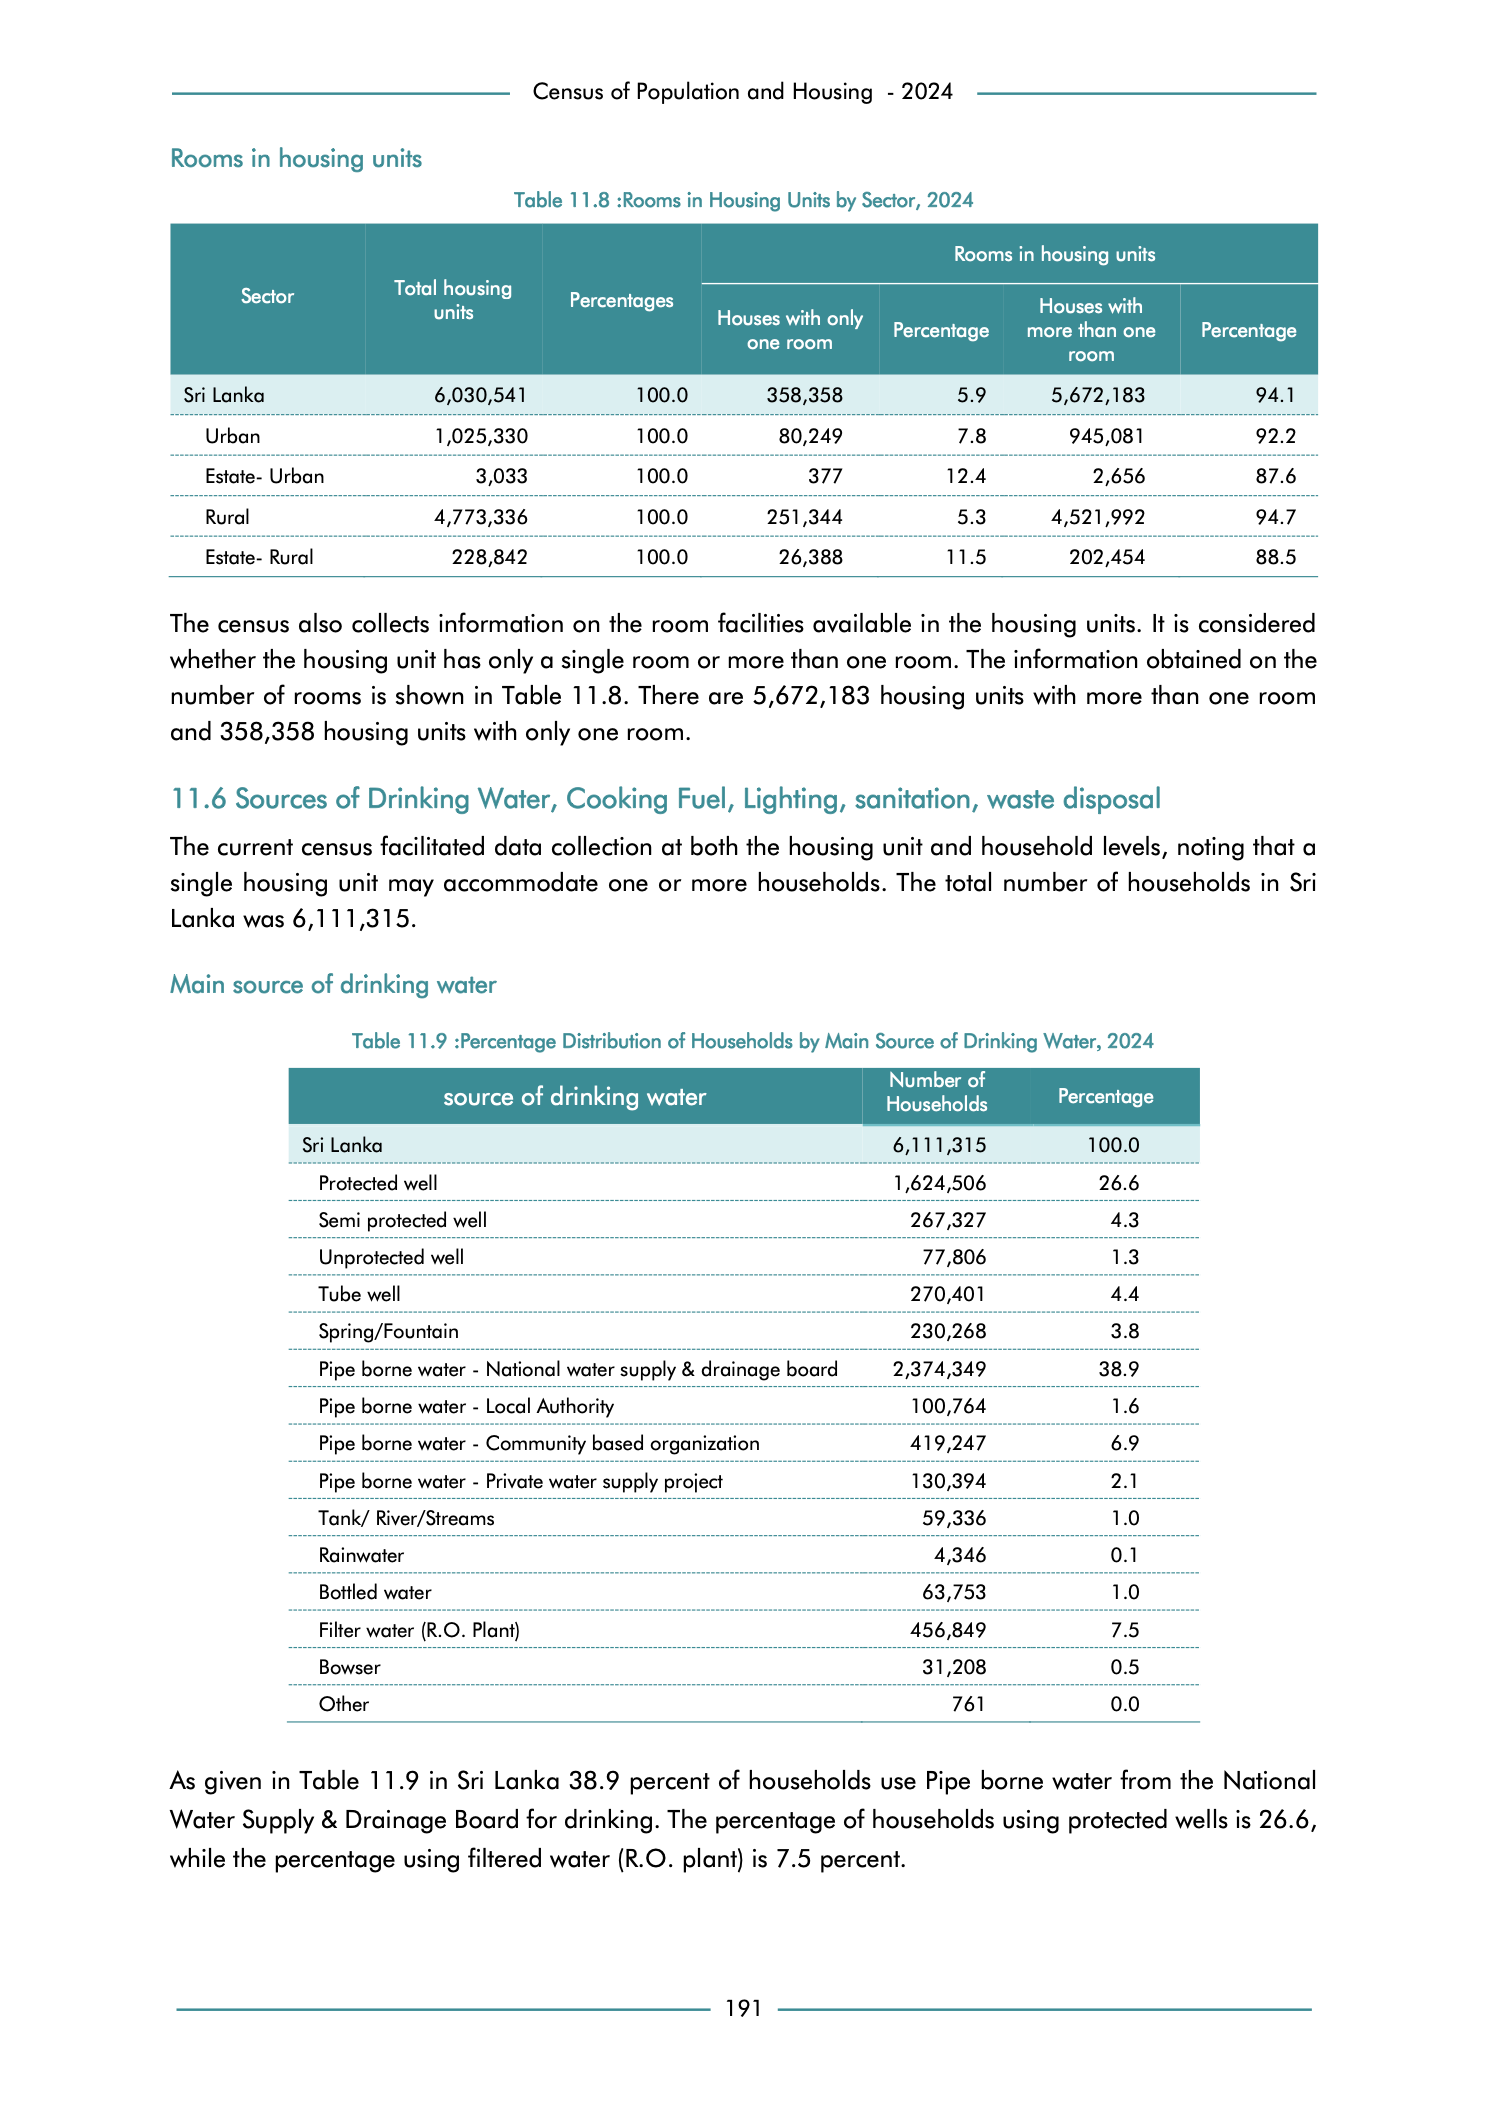 Census of Population and Housing - 2024
Rooms in housing units
Table 11.8 :Rooms in Housing Units by Sector, 2024
Sector Total housing units Percentages Rooms in housing units
Houses with only one room Percentage Houses with more than one room Percentage
Sri Lanka 6,030,541 100.0 358,358 5.9 5,672,183 94.1
Urban 1,025,330 100.0 80,249 7.8 945,081 92.2
Estate- Urban 3,033 100.0 377 12.4 2,656 87.6
Rural 4,773,336 100.0 251,344 5.3 4,521,992 94.7
Estate- Rural 228,842 100.0 26,388 11.5 202,454 88.5
The census also collects information on the room facilities available in the housing units. It is considered
whether the housing unit has only a single room or more than one room. The information obtained on the
number of rooms is shown in Table 11.8. There are 5,672,183 housing units with more than one room
and 358,358 housing units with only one room.
11.6 Sources of Drinking Water, Cooking Fuel, Lighting, sanitation, waste disposal
The current census facilitated data collection at both the housing unit and household levels, noting that a
single housing unit may accommodate one or more households. The total number of households in Sri
Lanka was 6,111,315.
Main source of drinking water
Table 11.9 :Percentage Distribution of Households by Main Source of Drinking Water, 2024
source of drinking water Number of Households Percentage
Sri Lanka 6,111,315 100.0
Protected well 1,624,506 26.6
Semi protected well 267,327 4.3
Unprotected well 77,806 1.3
Tube well 270,401 4.4
Spring/Fountain 230,268 3.8
Pipe borne water - National water supply & drainage board 2,374,349 38.9
Pipe borne water - Local Authority 100,764 1.6
Pipe borne water - Community based organization 419,247 6.9
Pipe borne water - Private water supply project 130,394 2.1
Tank/ River/Streams 59,336 1.0
Rainwater 4,346 0.1
Bottled water 63,753 1.0
Filter water (R.O. Plant) 456,849 7.5
Bowser 31,208 0.5
Other 761 0.0
As given in Table 11.9 in Sri Lanka 38.9 percent of households use Pipe borne water from the National
Water Supply & Drainage Board for drinking. The percentage of households using protected wells is 26.6,
while the percentage using filtered water (R.O. plant) is 7.5 percent.
191